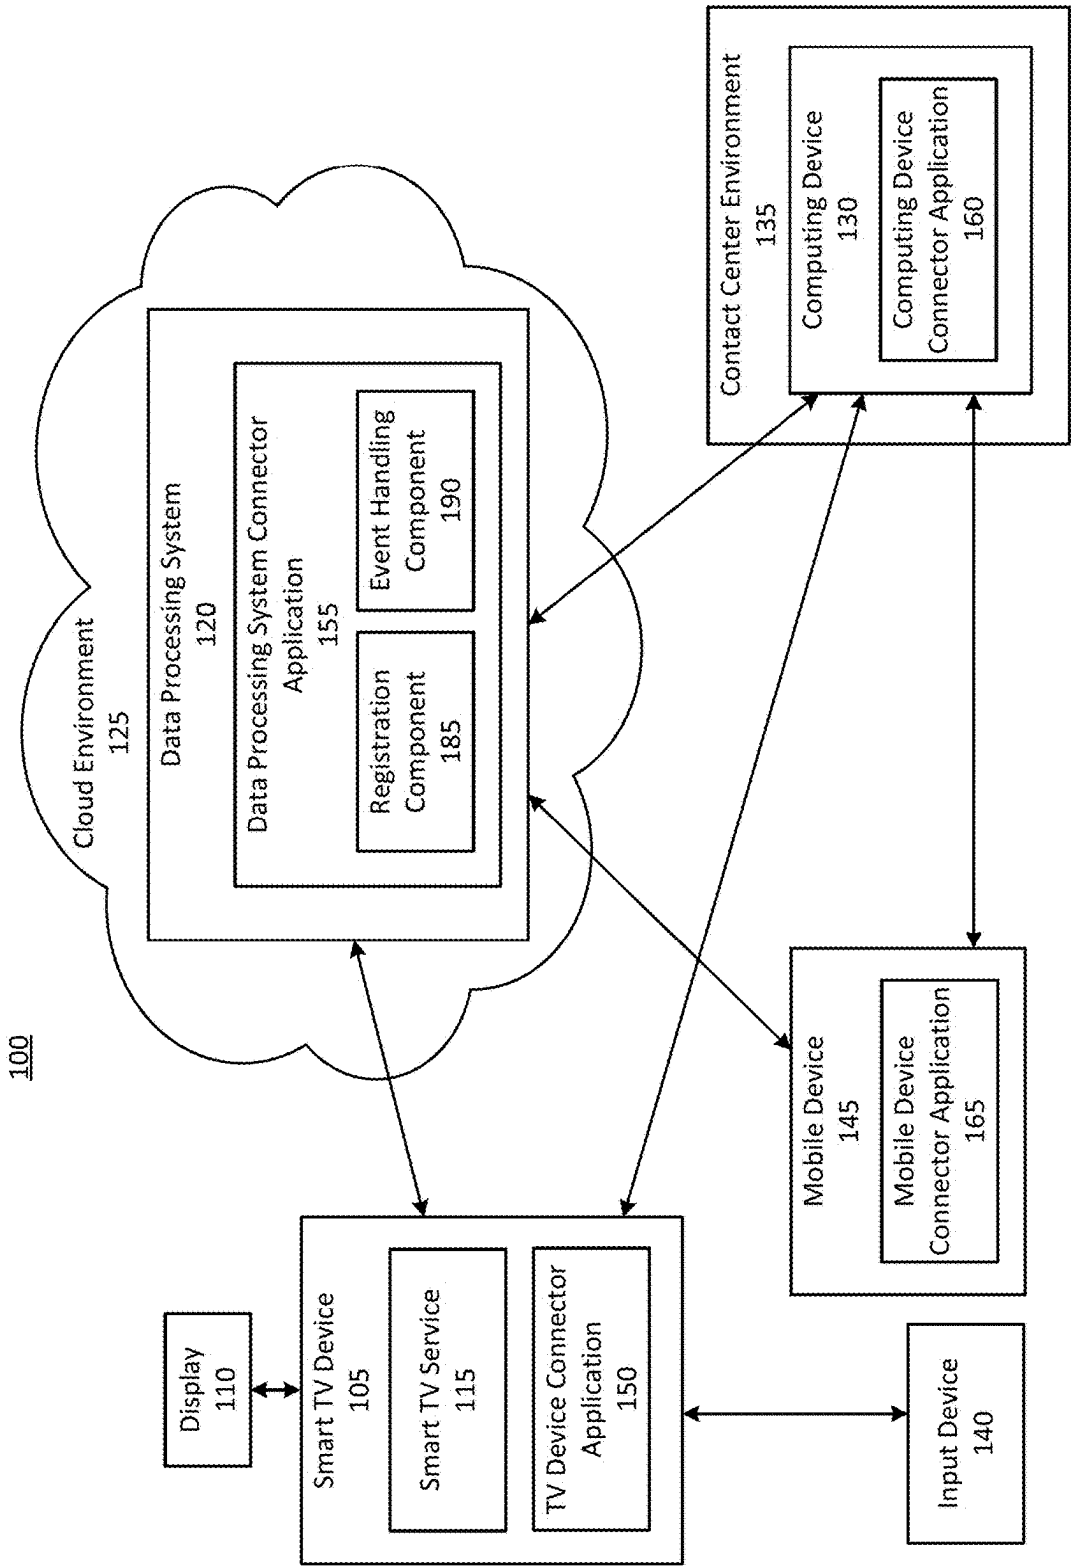 100
Cloud Environment
125
Data Processing System
120
Data Processing System Connector
Application
155
Registration
Component
185
Event Handling
Component
190
Display
110
Smart TV Device
105
Smart TV Service
115
TV Device Connector
Application
150
Input Device
140
Mobile Device
145
Mobile Device
Connector Application
165
Contact Center Environment
135
Computing Device
130
Computing Device
Connector Application
160